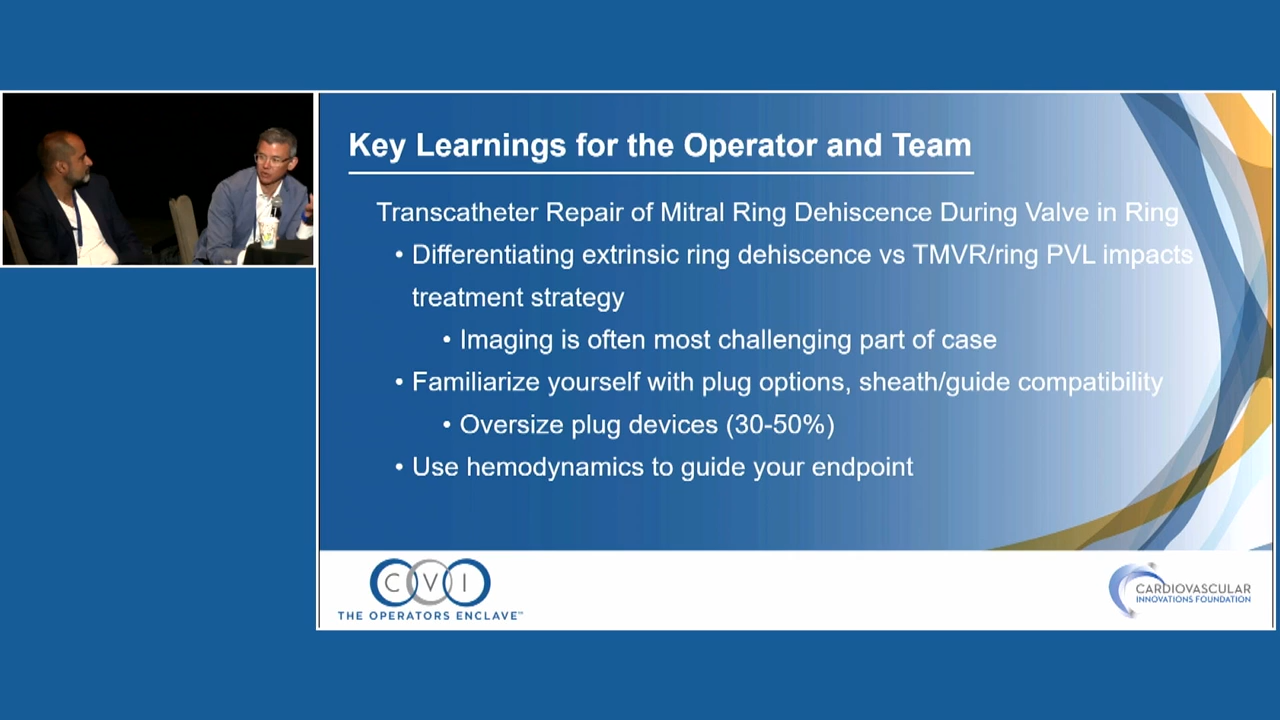 Key Learnings for the Operator and Team
Transcatheter Repair of Mitral Ring Dehiscence During Valve in Ring
• Differentiating extrinsic ring dehiscence vs TMVR/ring PVL impacts
treatment strategy
• Imaging is often most challenging part of case
• Familiarize yourself with plug options, sheath/guide compatibility
• Oversize plug devices (30-50%)
• Use hemodynamics to guide your endpoint
CVI
THE OPERATORS ENCLAVE™
CARDIOVASCULAR
INNOVATIONS FOUNDATION